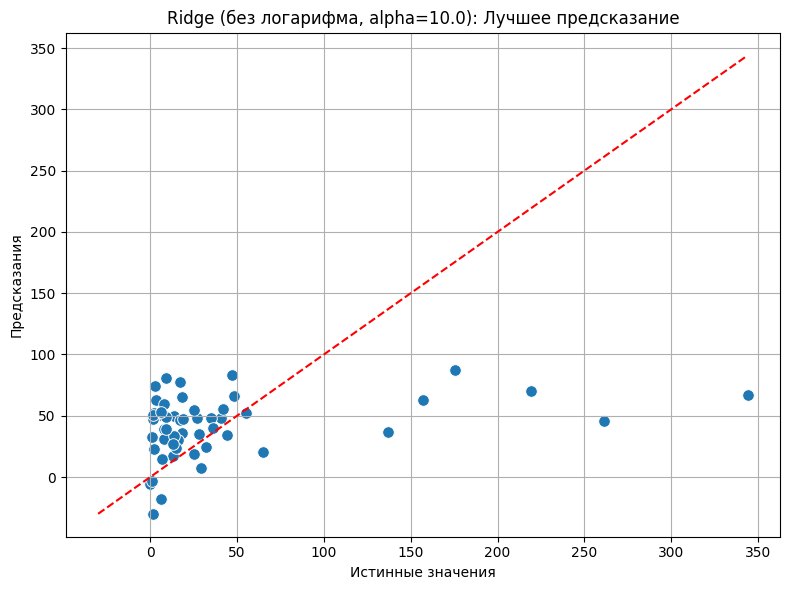 Ridge (без логарифма, alpha=10.0): Лучшее предсказание
Предсказания
350
300
250
200
150
100
50
0
0 50 100 150 200 250 300 350
Истинные значения